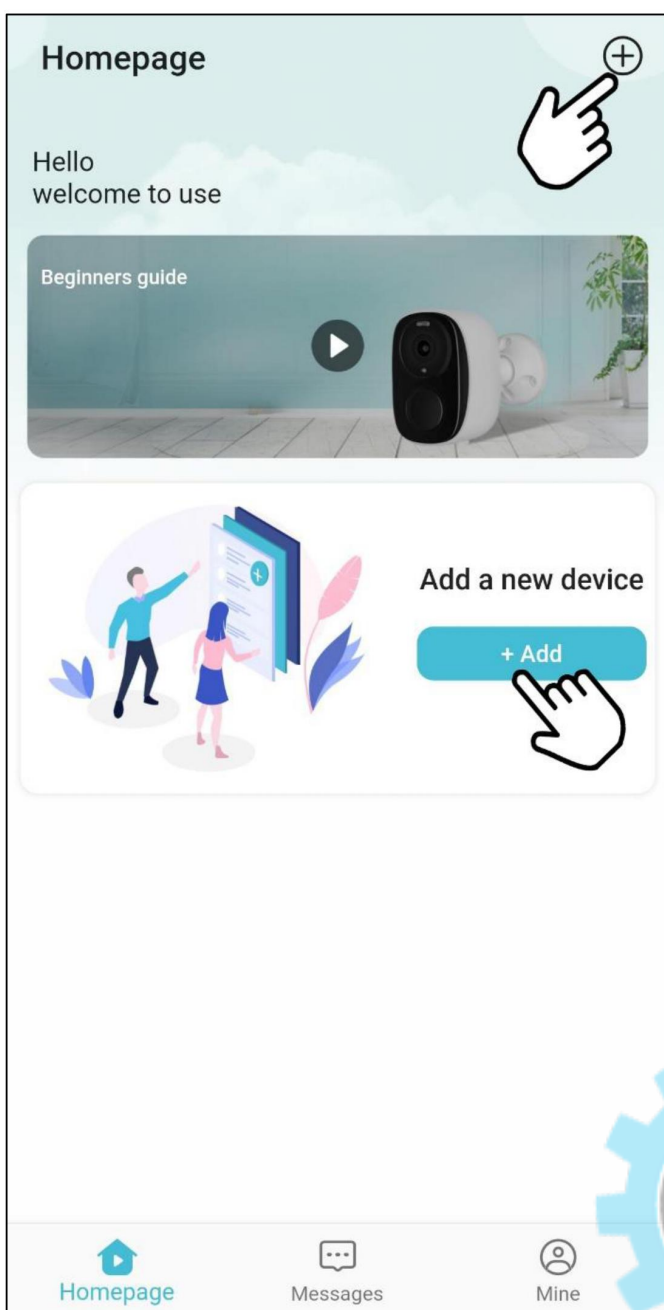 Homepage
Hello
welcome to use
Beginners guide
Add a new device
+ Add
Homepage
Messages
Mine